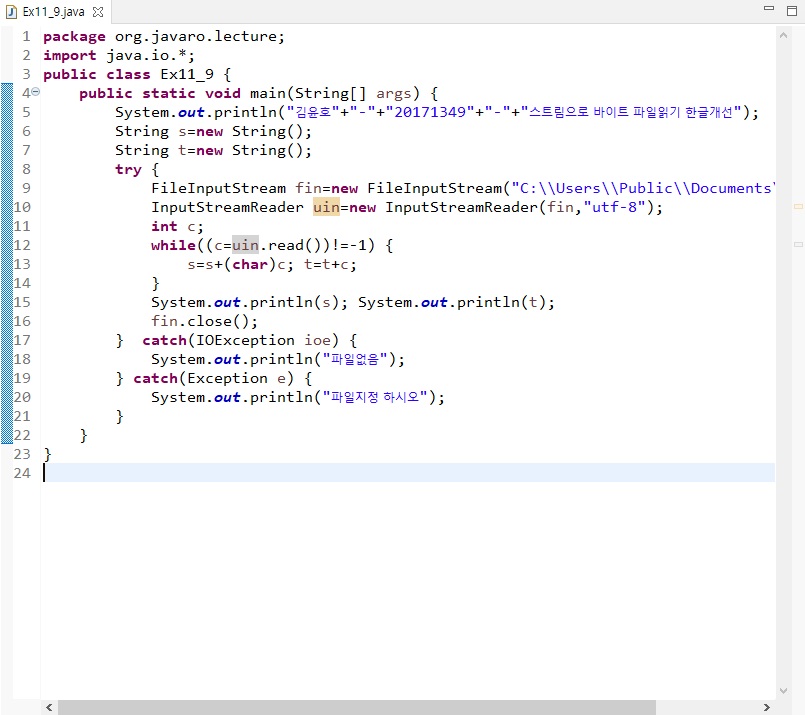 Ex11_9.java
1 package org.javaro.lecture;
2 import java.io.*;
3 public class Ex11_9 {
4 public static void main(String[] args) {
5 System.out.println("김윤호"+"-"+"20171349"+"-"+"스트림으로 바이트 파일읽기 한글개선");
6 String s=new String();
7 String t=new String();
8 try {
9 FileInputStream fin=new FileInputStream("C:\\Users\\Public\\Documents\
10 InputStreamReader uin=new InputStreamReader(fin,"utf-8");
11 int c;
12 while((c=uin.read())!=-1) {
13 s=s+(char)c; t=t+c;
14 }
15 System.out.println(s); System.out.println(t);
16 fin.close();
17 } catch(IOException ioe) {
18 System.out.println("파일없음");
19 } catch(Exception e) {
20 System.out.println("파일지정 하시오");
21 }
22 }
23 }
24